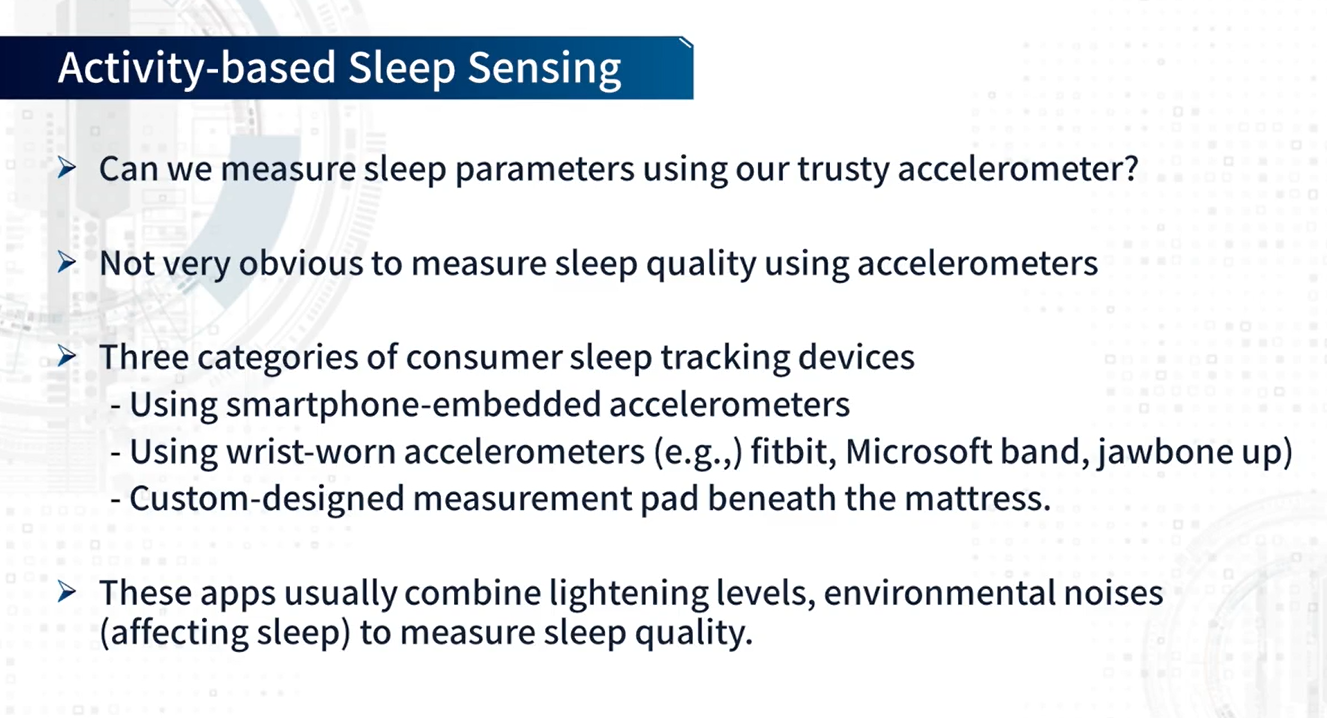 Activity-based Sleep Sensing
➢ Can we measure sleep parameters using our trusty accelerometer?
➢ Not very obvious to measure sleep quality using accelerometers
➢ Three categories of consumer sleep tracking devices
- Using smartphone-embedded accelerometers
- Using wrist-worn accelerometers (e.g.,) fitbit, Microsoft band, jawbone up)
- Custom-designed measurement pad beneath the mattress.
➢ These apps usually combine lightening levels, environmental noises
(affecting sleep) to measure sleep quality.